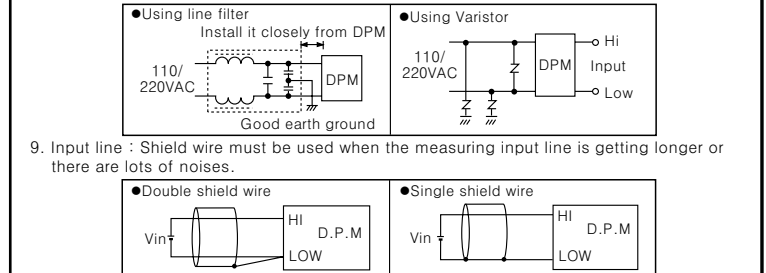 ●Using line filter
Install it closely from DPM
110/
220VAC
DPM
Good earth ground
●Using Varistor
110/
220VAC
DPM
Hi
Input
Low
9. Input line : Shield wire must be used when the measuring input line is getting longer or
there are lots of noises.
●Double shield wire
Vin
HI
D.P.M
LOW
●Single shield wire
Vin
HI
D.P.M
LOW